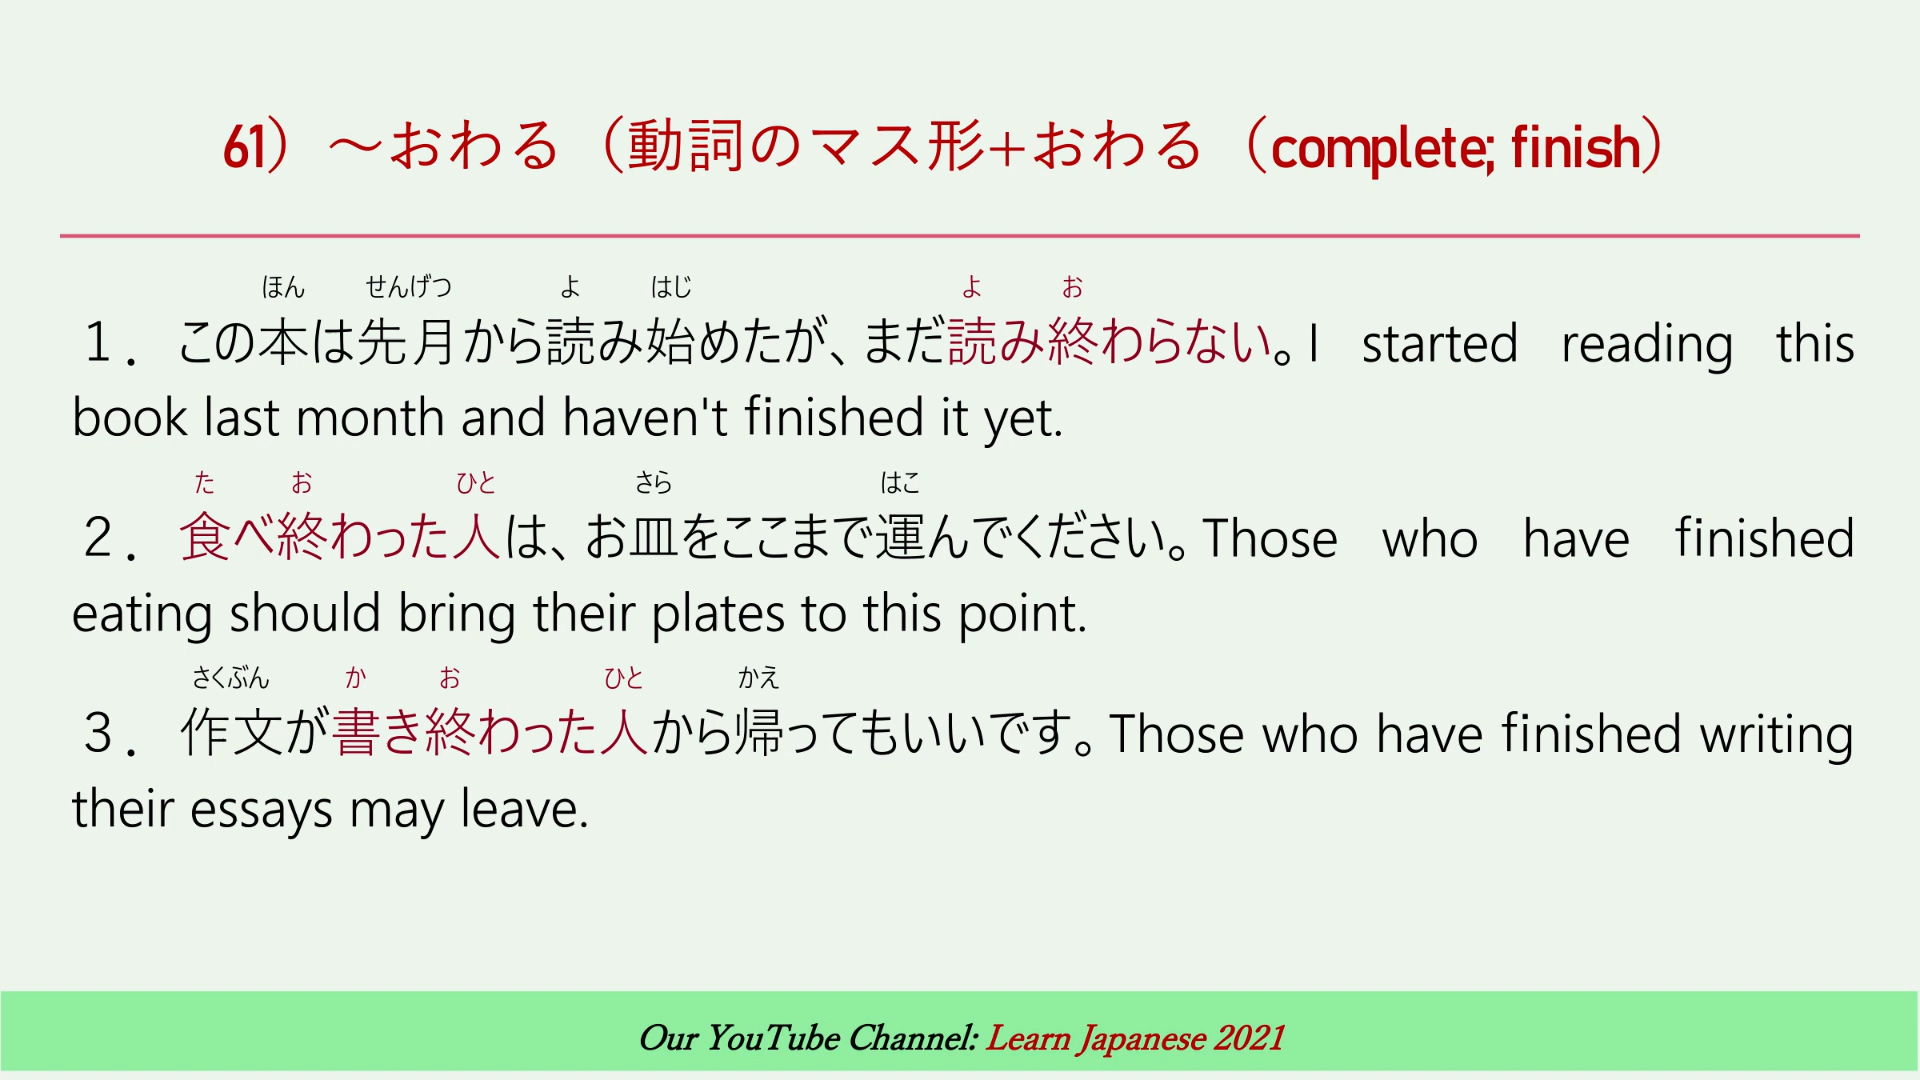 61）～おわる（動詞のマス形+おわる（complete; finish）
ほん せんげつ よ はじ よ お
１．この本は先月から読み始めたが、まだ読み終わらない。I started reading this
book last month and haven't finished it yet.
た お ひと さら はこ
２．食べ終わった人は、お皿をここまで運んでください。Those who have finished
eating should bring their plates to this point.
さくぶん か お ひと かえ
３．作文が書き終わった人から帰ってもいいです。Those who have finished writing
their essays may leave.
Our YouTube Channel: Learn Japanese 2021